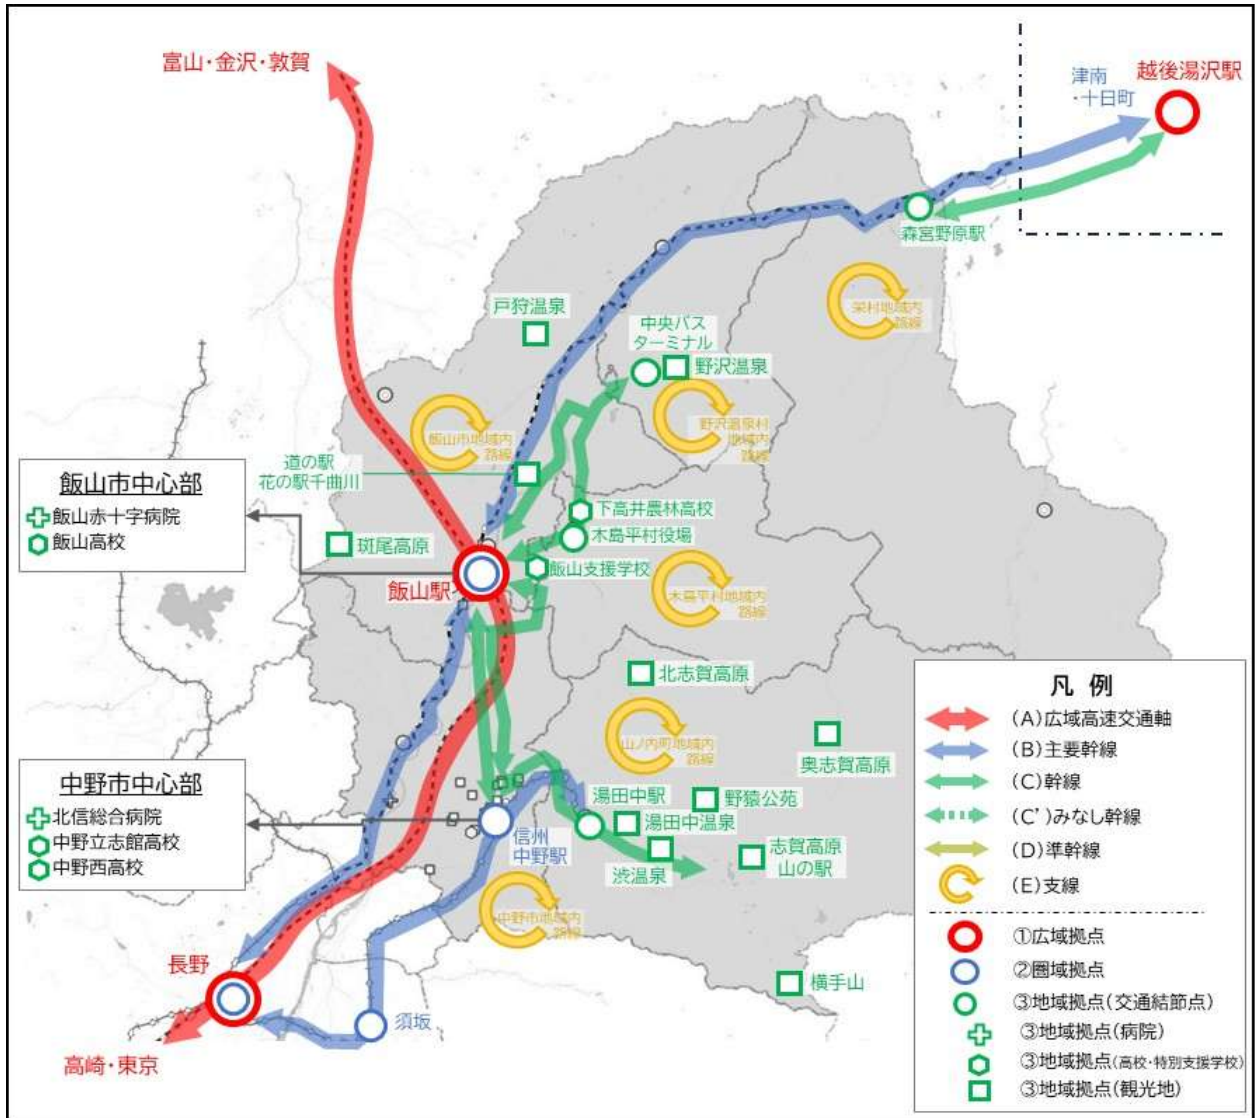 富山・金沢・敦賀
津南
・十日町
越後湯沢駅
森宮野原駅
栄村地域内
路線
戸狩温泉
中央バス
ターミナル
野沢温泉
野沢温泉村
地域内
路線
飯山市地域内
路線
道の駅
花の駅千曲川
飯山市中心部
飯山赤十字病院
飯山高校
斑尾高原
下高井農林高校
木島平村役場
飯山支援学校
飯山駅
木島平村地域内
路線
北志賀高原
山ノ内町地域内
路線
奥志賀高原
中野市中心部
北信総合病院
中野立志館高校
中野西高校
湯田中駅
野猿公苑
湯田中温泉
信州
中野駅
渋温泉
志賀高原
山の駅
中野市地域内
路線
横手山
長野
須坂
高崎・東京
凡 例
(A)広域高速交通軸
(B)主要幹線
(C)幹線
(C')みなし幹線
(D)準幹線
(E)支線
①広域拠点
②圏域拠点
③地域拠点(交通結節点)
③地域拠点(病院)
③地域拠点(高校・特別支援学校)
③地域拠点(観光地)